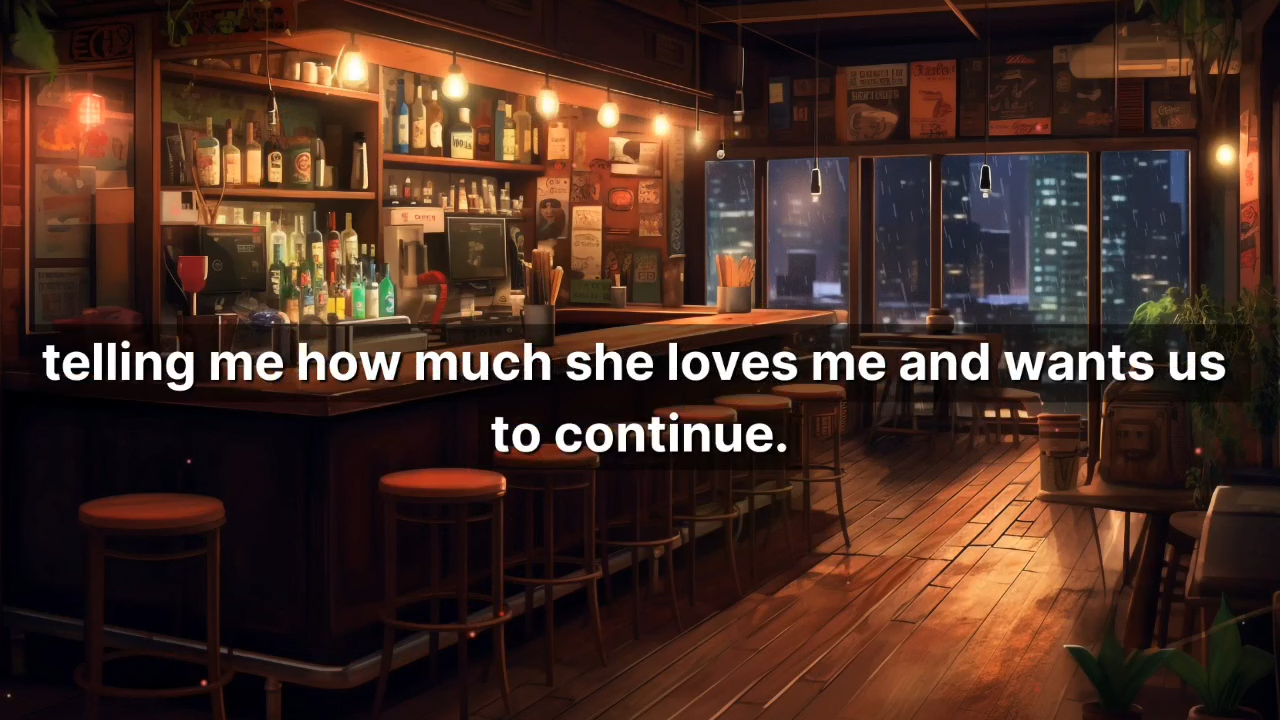 telling me how much she loves me and wants us
to continue.